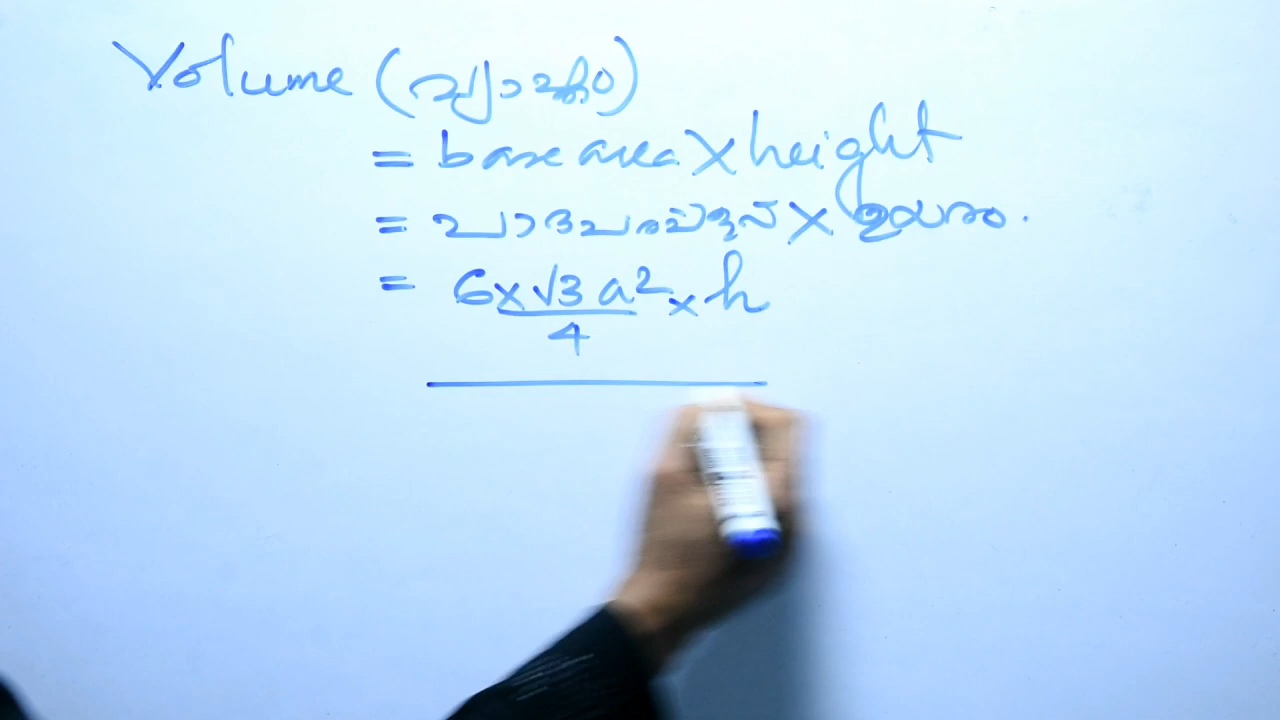 Volume (വ്യാപ്തം)
= base area × height
= പാദപരപ്പളവ് × ഉയരം.
= 6 × √3 a² × h
4